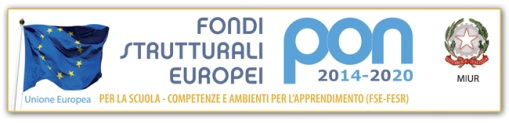 FONDI
STRUTTURALI
EUROPEI
pon
2014-2020
Unione Europea
MIUR
PER LA SCUOLA - COMPETENZE E AMBIENTI PER L'APPRENDIMENTO (FSE-FESR)